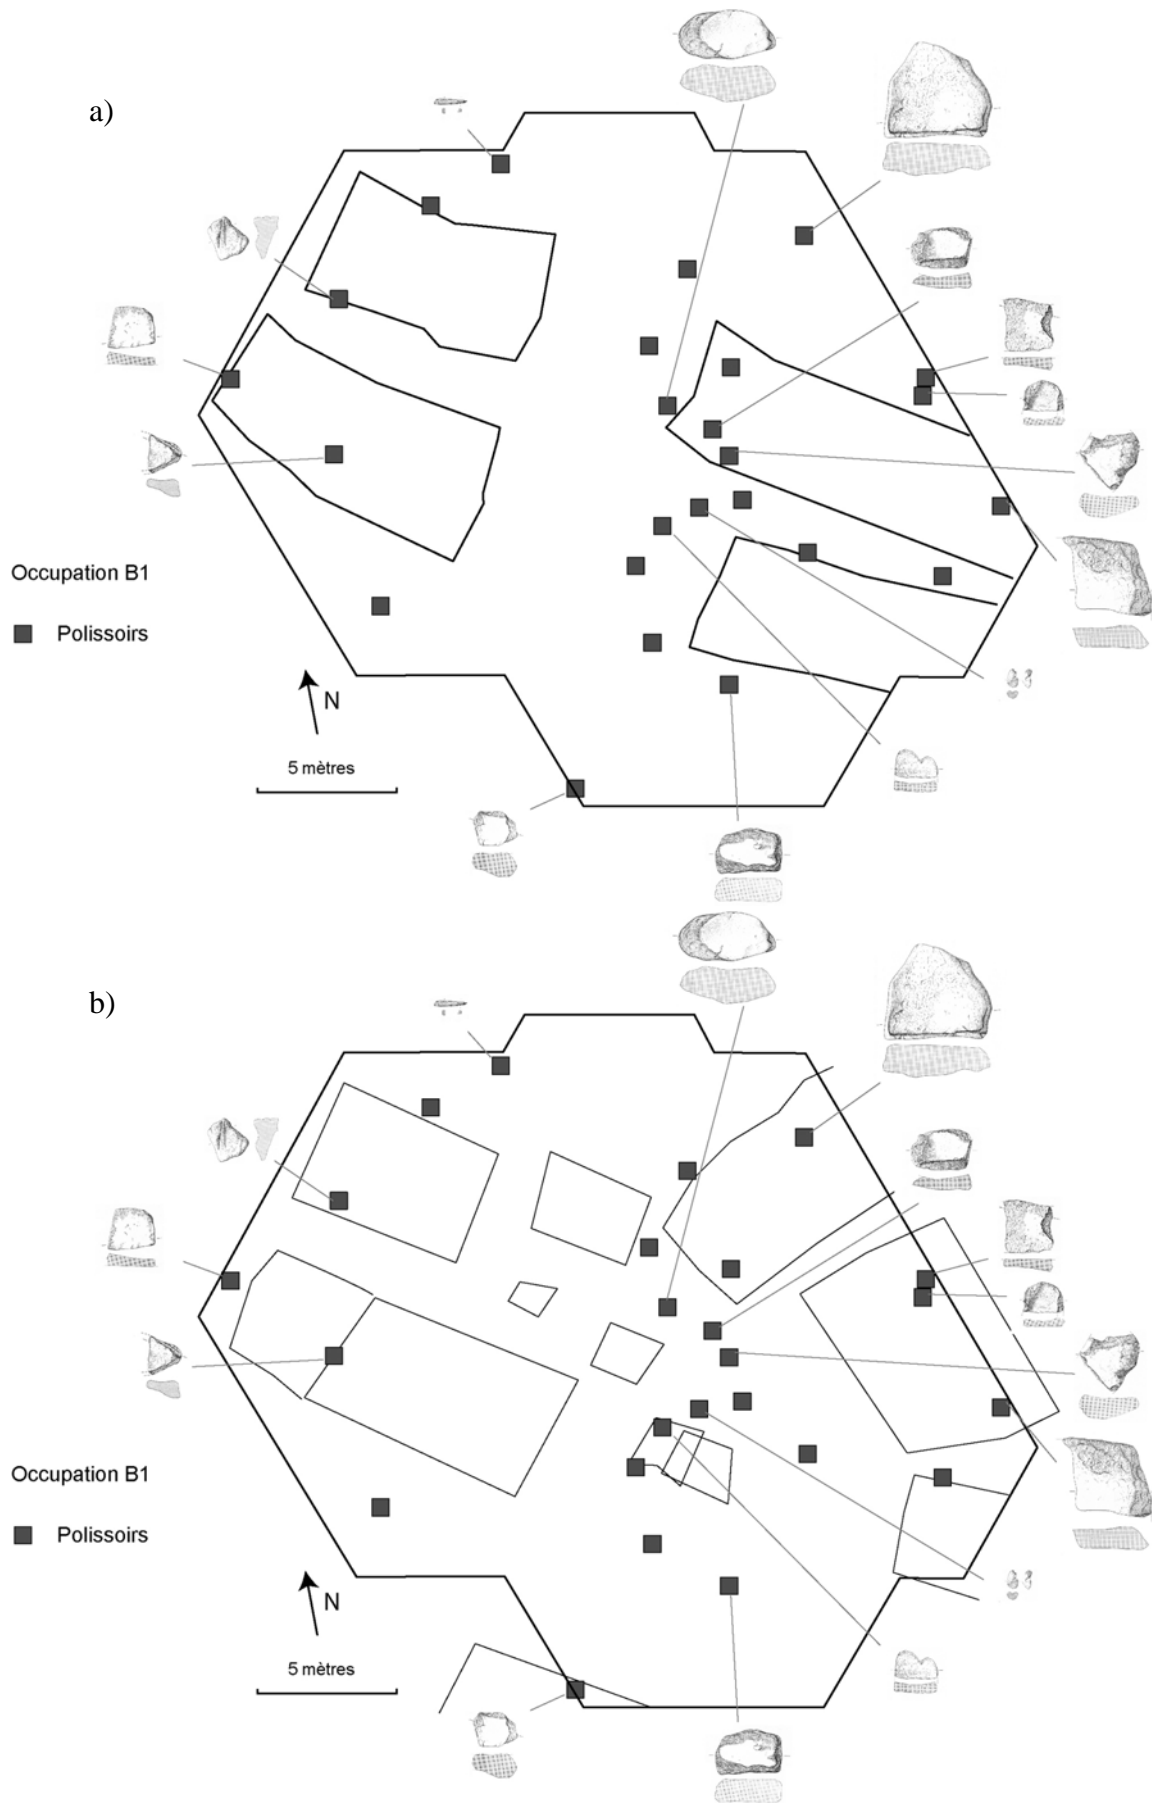 a)
Occupation B1
Polissoirs
N
5 mètres
b)
Occupation B1
Polissoirs
N
5 mètres